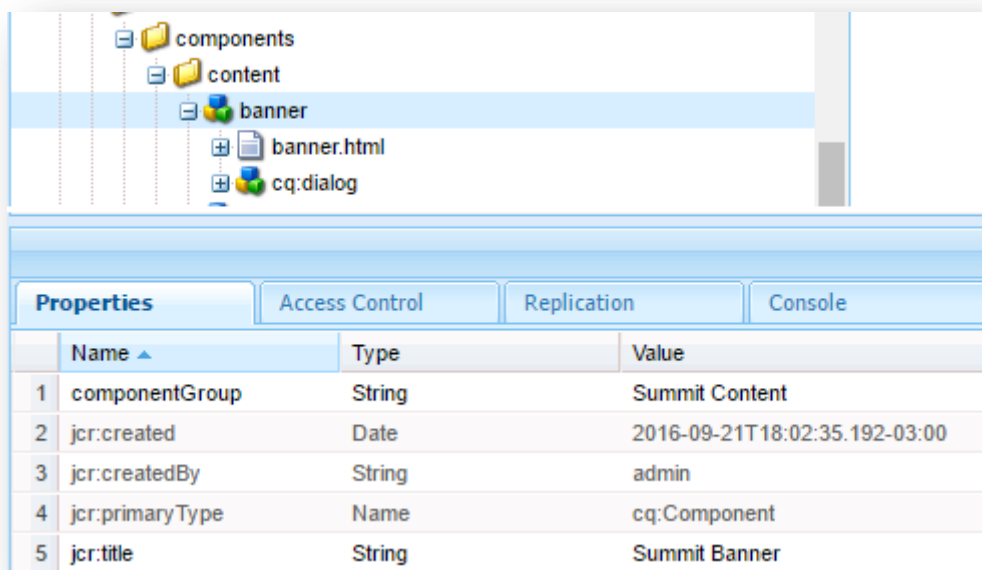 components
content
banner
banner.html
cq:dialog
Properties Access Control Replication Console
Name Type Value
1 componentGroup String Summit Content
2 jcr:created Date 2016-09-21T18:02:35.192-03:00
3 jcr:createdBy String admin
4 jcr:primaryType Name cq:Component
5 jcr:title String Summit Banner